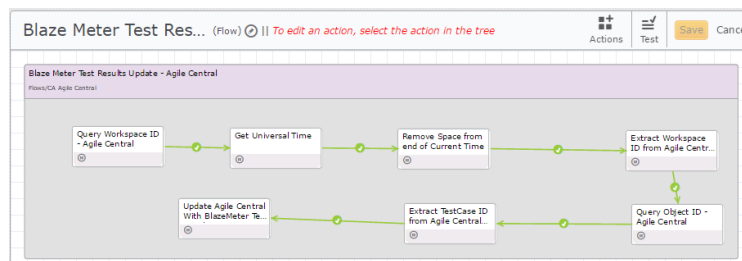 Blaze Meter Test Res... (Flow) || To edit an action, select the action in the tree
Actions
Test
Save
Cance
Blaze Meter Test Results Update - Agile Central
Flows/CA Agile Central
Query Workspace ID
- Agile Central
Get Universal Time
Remove Space from
end of Current Time
Extract Workspace
ID from Agile Centr...
Update Agile Central
With BlazeMeter Te...
Extract TestCase ID
from Agile Central...
Query Object ID -
Agile Central